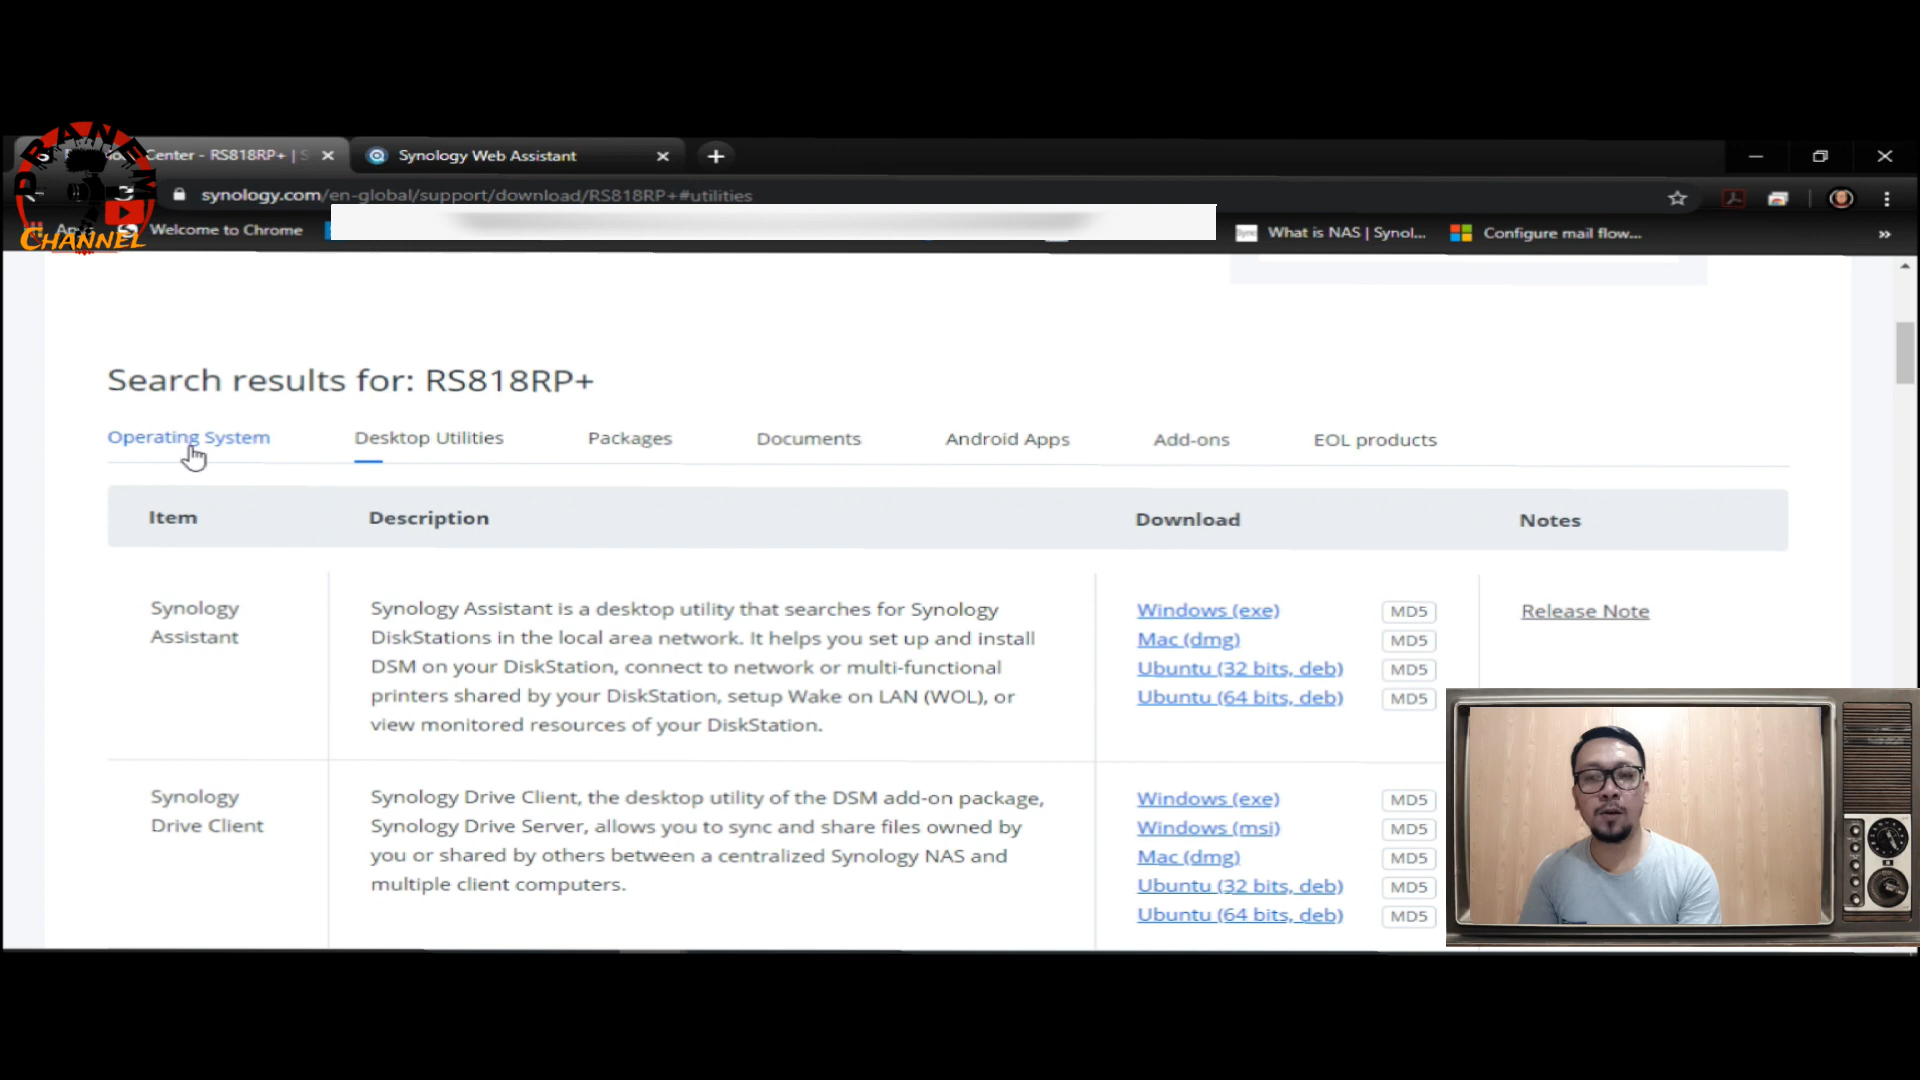 PRANEL
CHANNEL
Center - RS818RP+ | S
Synology Web Assistant
synology.com/en-global/support/download/RS818RP+#utilities
Welcome to Chrome
What is NAS | Synol...
Configure mail flow...
Search results for: RS818RP+
Operating System
Desktop Utilities
Packages
Documents
Android Apps
Add-ons
EOL products
Item
Description
Download
Notes
Synology
Assistant
Synology Assistant is a desktop utility that searches for Synology
DiskStations in the local area network. It helps you set up and install
DSM on your DiskStation, connect to network or multi-functional
printers shared by your DiskStation, setup Wake on LAN (WOL), or
view monitored resources of your DiskStation.
Windows (exe) MD5
Mac (dmg) MD5
Ubuntu (32 bits, deb) MD5
Ubuntu (64 bits, deb) MD5
Release Note
Synology
Drive Client
Synology Drive Client, the desktop utility of the DSM add-on package,
Synology Drive Server, allows you to sync and share files owned by
you or shared by others between a centralized Synology NAS and
multiple client computers.
Windows (exe) MD5
Windows (msi) MD5
Mac (dmg) MD5
Ubuntu (32 bits, deb) MD5
Ubuntu (64 bits, deb) MD5